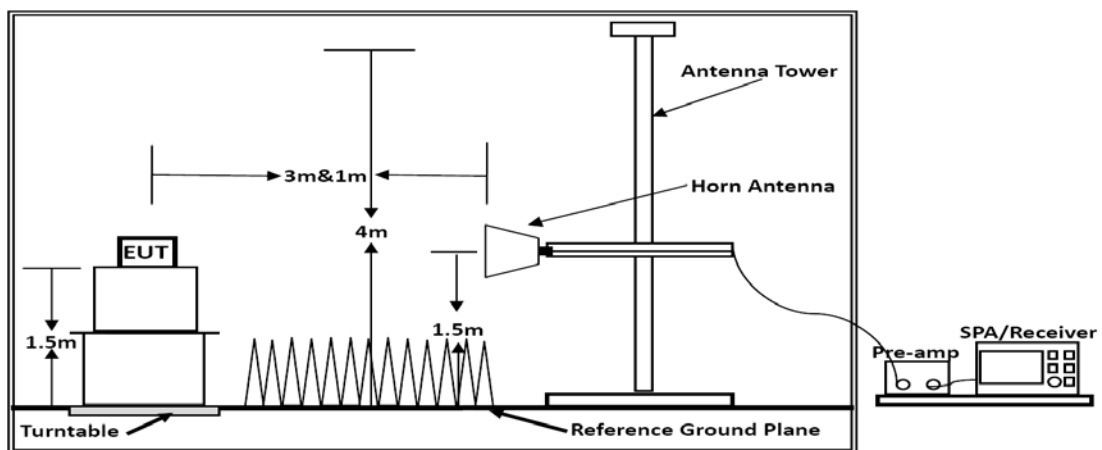 Antenna Tower
3m&1m
Horn Antenna
4m
EUT
1.5m
1.5m
SPA/Receiver
Pre-amp
Turntable
Reference Ground Plane